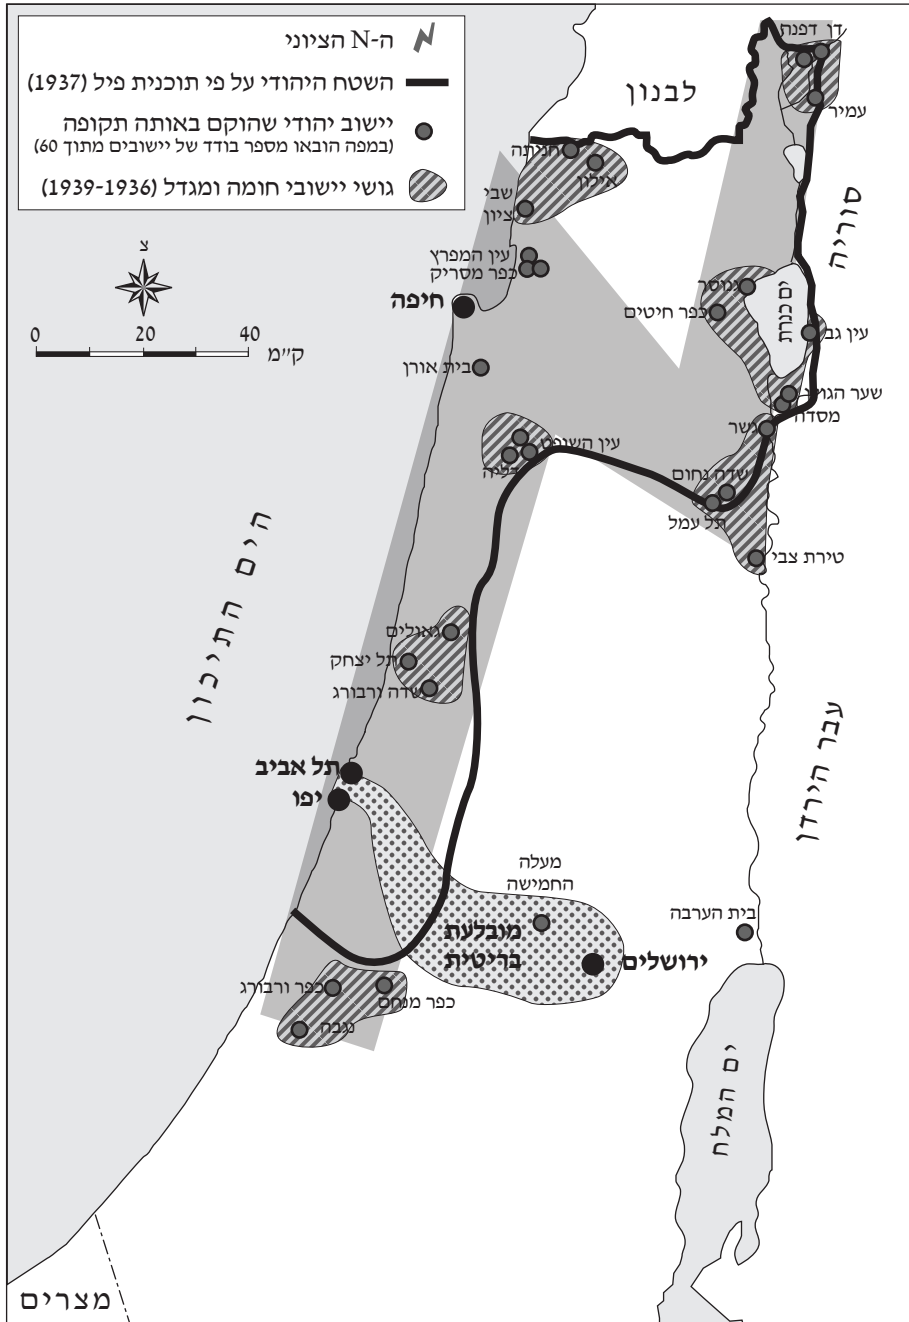 ה-N הציוני
השטח היהודי על פי תוכנית פיל (1937)
יישוב יהודי שהוקם באותה תקופה
(במפה הובאו מספר בודד של יישובים מתוך 60)
גושי יישובי חומה ומגדל (1939-1936)
צ
0 20 40
ק״מ
לבנון
סוריה
דן דפנה
עמיר
חניתה
אילון
שבי
ציון
עין המפרץ
כפר מסריק
חיפה
גנוסר
כפר חיטים
ים כנרת
עין גב
בית אורן
שער הגולן
מסדה
גשר
עין השופט
דליה
שדה נחום
תל עמל
טירת צבי
הים התיכון
גאולים
תל יצחק
שדה ורבורג
עבר הירדן
תל אביב
יפו
מעלה
החמישה
מובלעת
בריטית
ירושלים
בית הערבה
כפר ורבורג
כפר מנחם
נגבה
ים המלח
מצרים